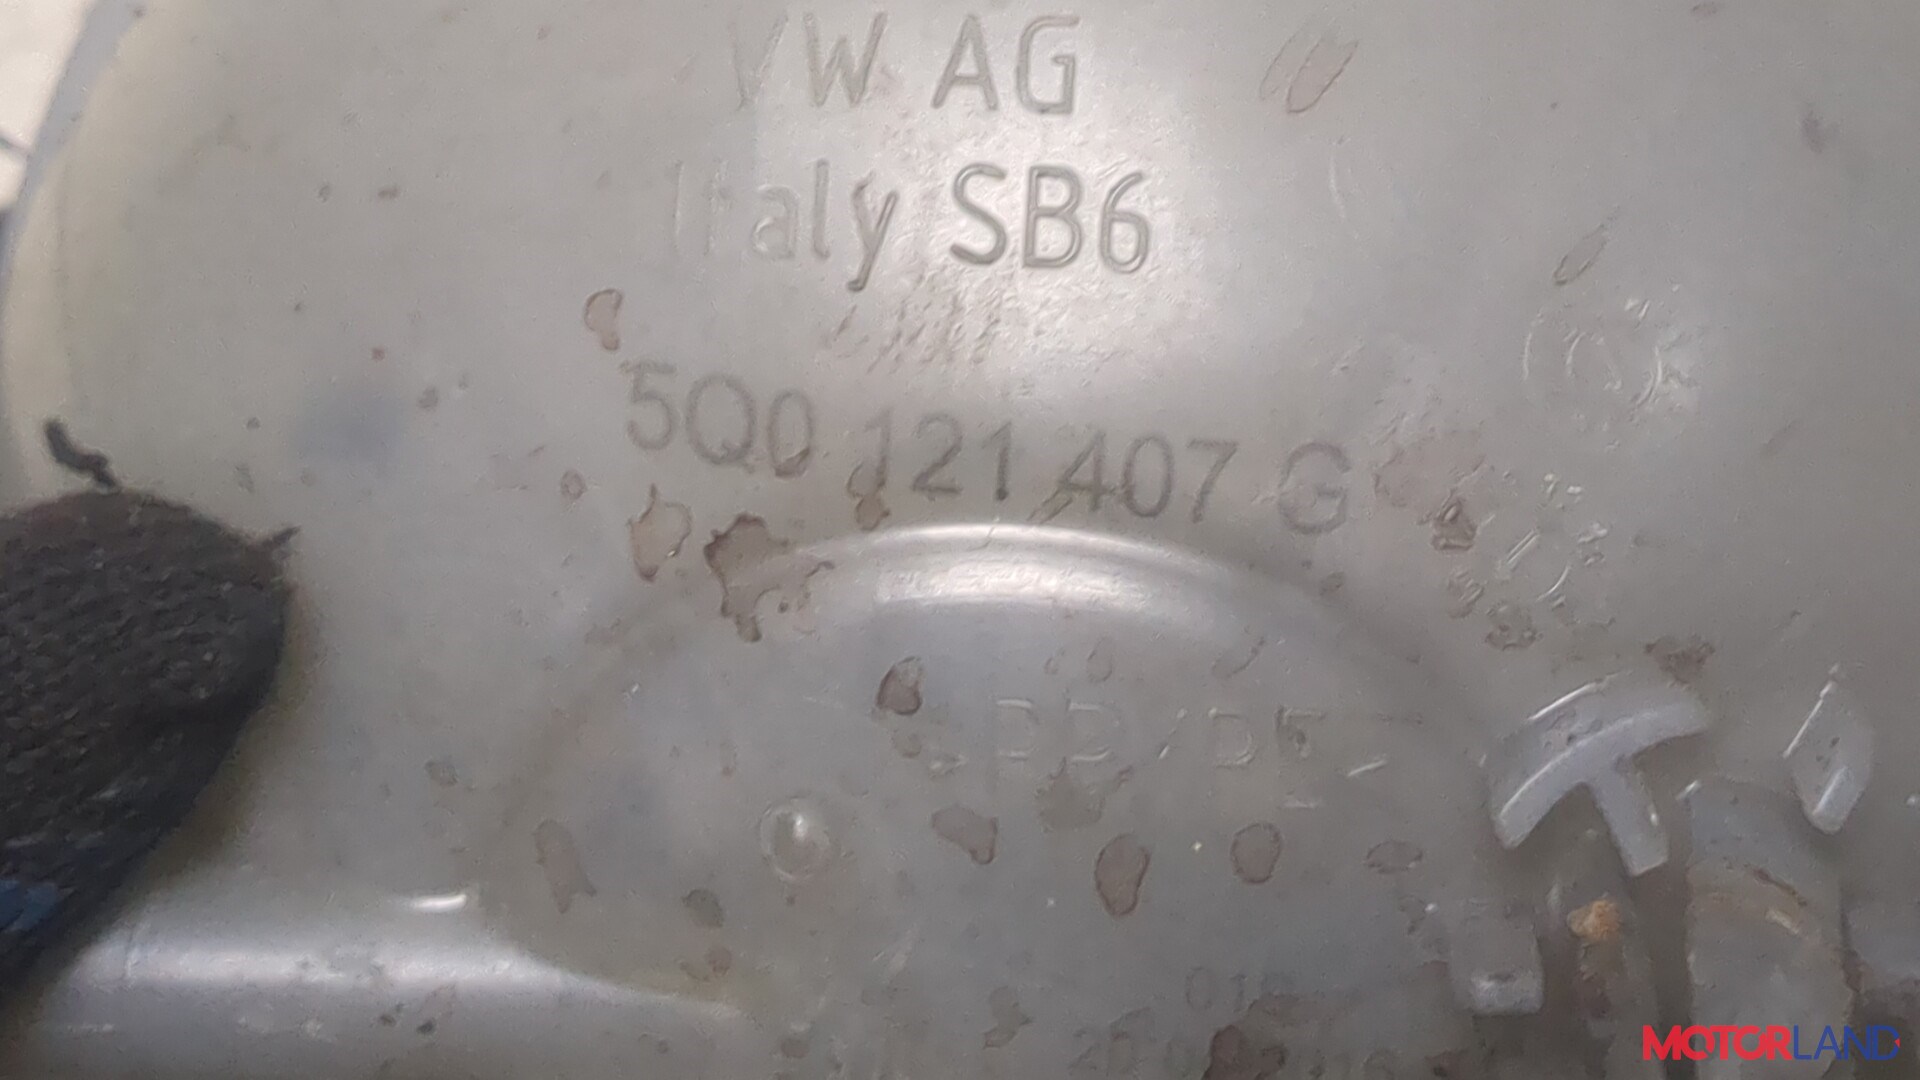 VW AG
Italy SB6
5Q0 121 407 G
MOTORLAND